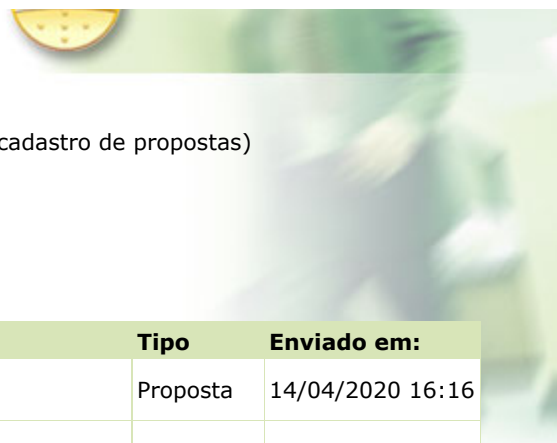 cadastro de propostas)
Tipo Enviado em:
Proposta 14/04/2020 16:16